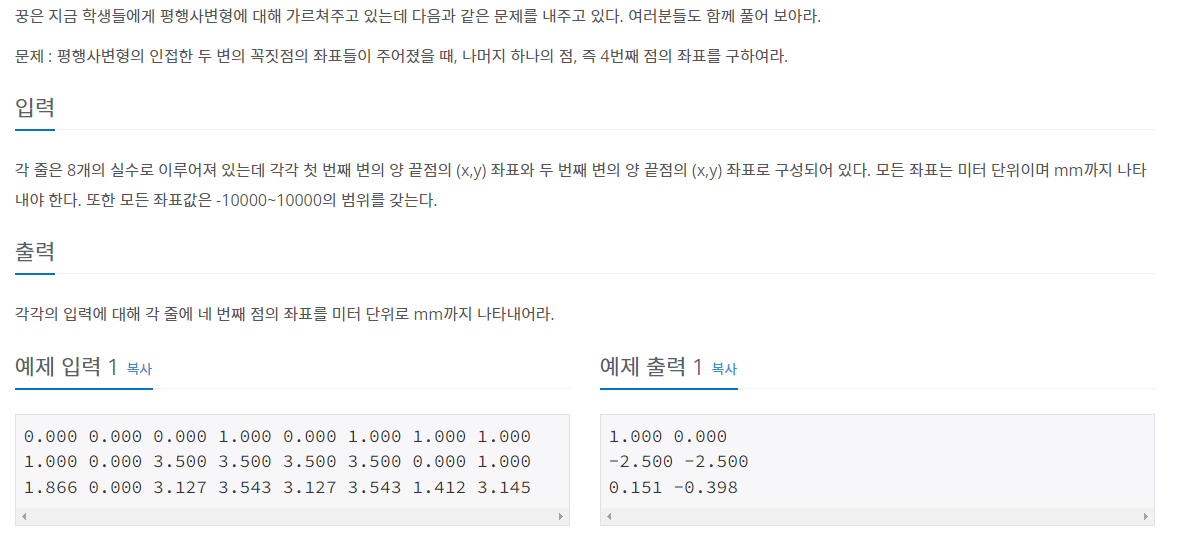 꿍은 지금 학생들에게 평행사변형에 대해 가르쳐주고 있는데 다음과 같은 문제를 내주고 있다. 여러분들도 함께 풀어 보아라.
문제 : 평행사변형의 인접한 두 변의 꼭짓점의 좌표들이 주어졌을 때, 나머지 하나의 점, 즉 4번째 점의 좌표를 구하여라.
입력
각 줄은 8개의 실수로 이루어져 있는데 각각 첫 번째 변의 양 끝점의 (x,y) 좌표와 두 번째 변의 양 끝점의 (x,y) 좌표로 구성되어 있다. 모든 좌표는 미터 단위이며 mm까지 나타
내야 한다. 또한 모든 좌표값은 -10000~10000의 범위를 갖는다.
출력
각각의 입력에 대해 각 줄에 네 번째 점의 좌표를 미터 단위로 mm까지 나타내어라.
예제 입력 1 복사
0.000 0.000 0.000 1.000 0.000 1.000 1.000 1.000
1.000 0.000 3.500 3.500 3.500 3.500 0.000 1.000
1.866 0.000 3.127 3.543 3.127 3.543 1.412 3.145
예제 출력 1 복사
1.000 0.000
-2.500 -2.500
0.151 -0.398